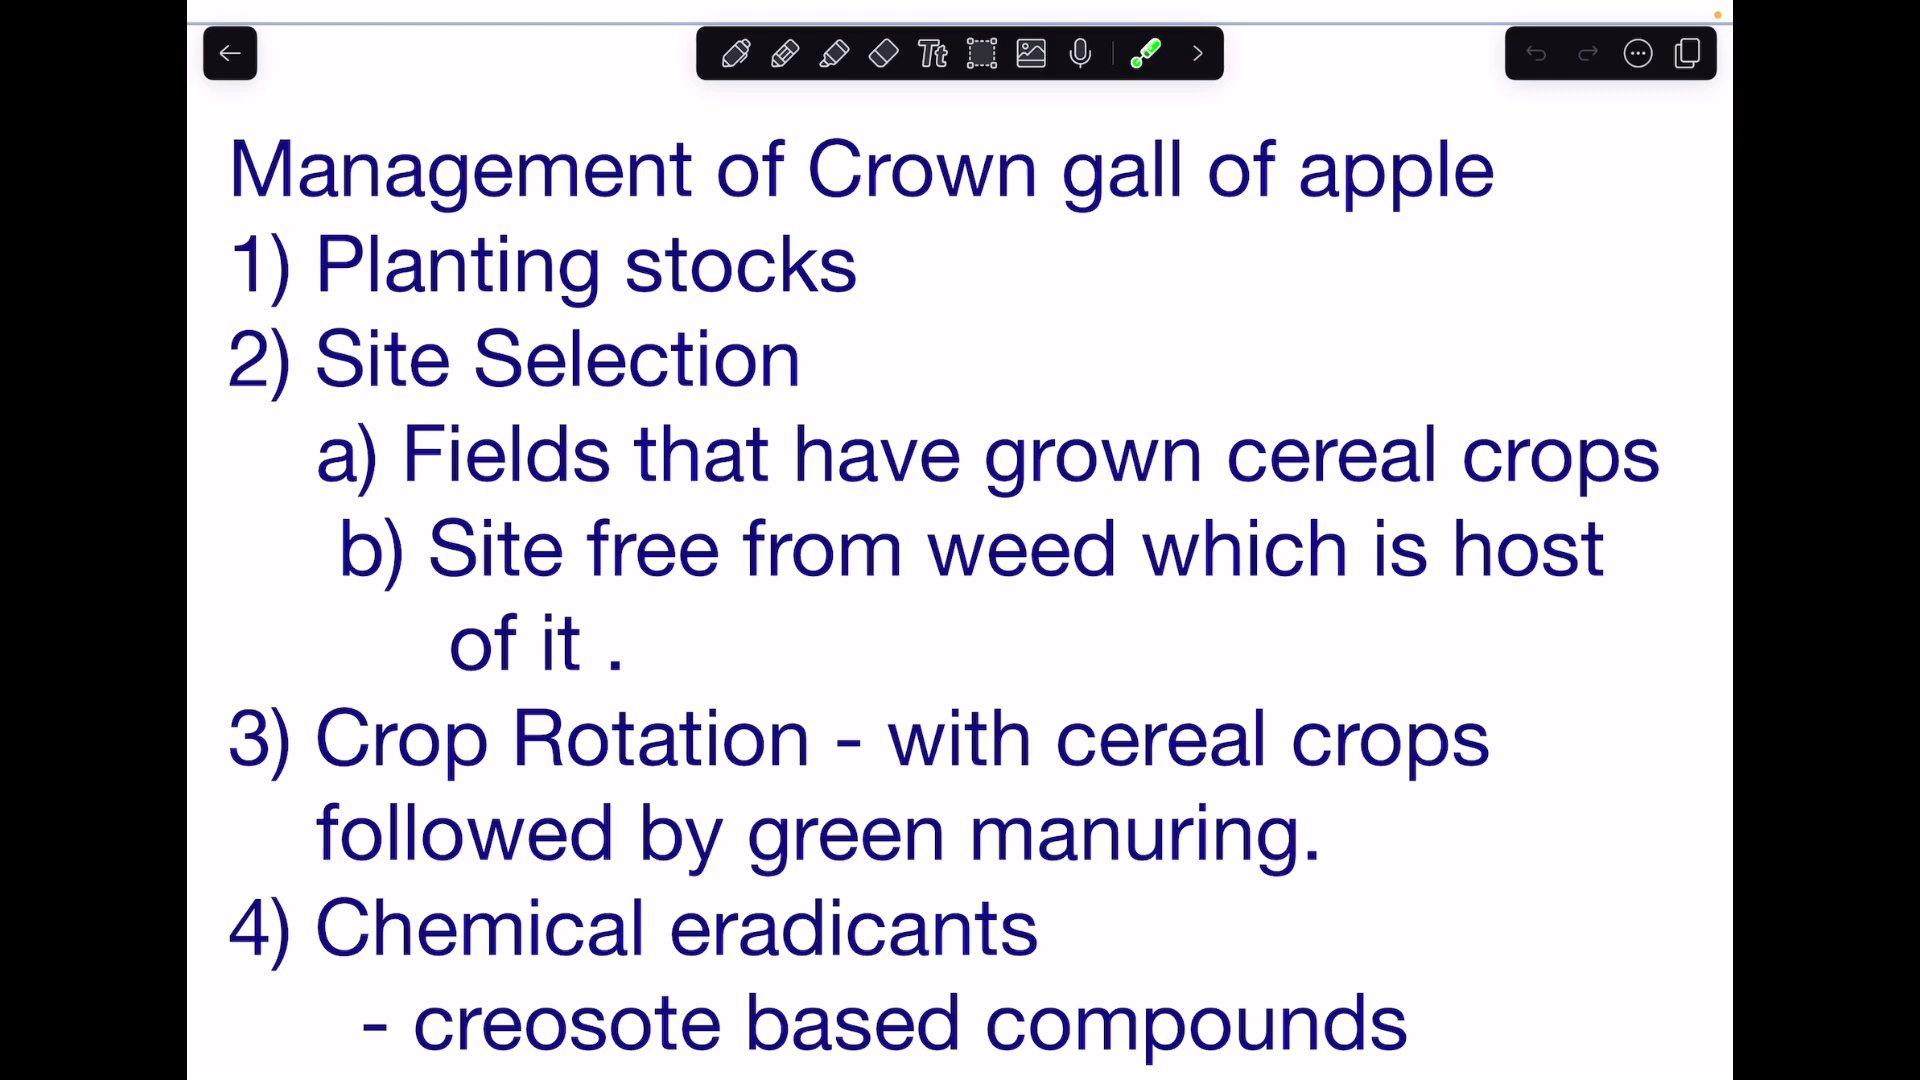 Tt
Management of Crown gall of apple
1) Planting stocks
2) Site Selection
a) Fields that have grown cereal crops
b) Site free from weed which is host
of it .
3) Crop Rotation - with cereal crops
followed by green manuring.
4) Chemical eradicants
- creosote based compounds